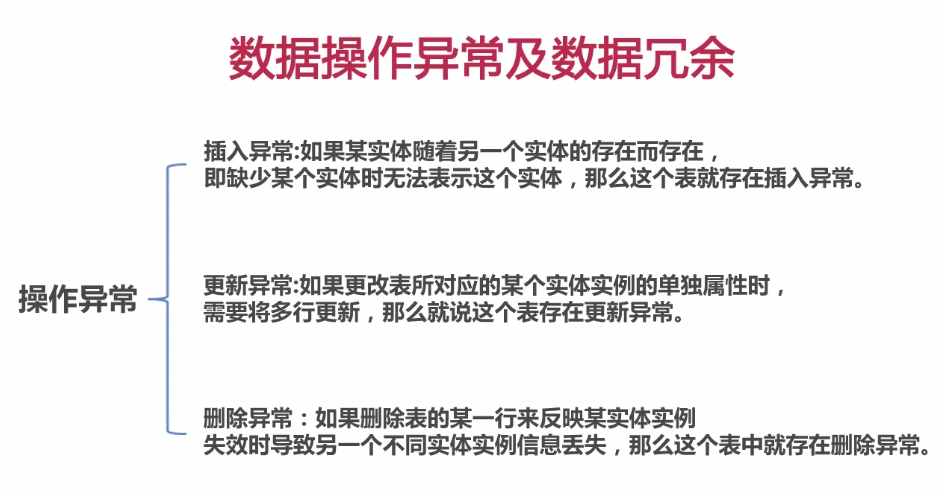 数据操作异常及数据冗余
插入异常:如果某实体随着另一个实体的存在而存在，
即缺少某个实体时无法表示这个实体，那么这个表就存在插入异常。
操作异常
更新异常:如果更改表所对应的某个实体实例的单独属性时，
需要将多行更新，那么就说这个表存在更新异常。
删除异常：如果删除表的某一行来反映某实体实例
失效时导致另一个不同实体实例信息丢失，那么这个表中就存在删除异常。